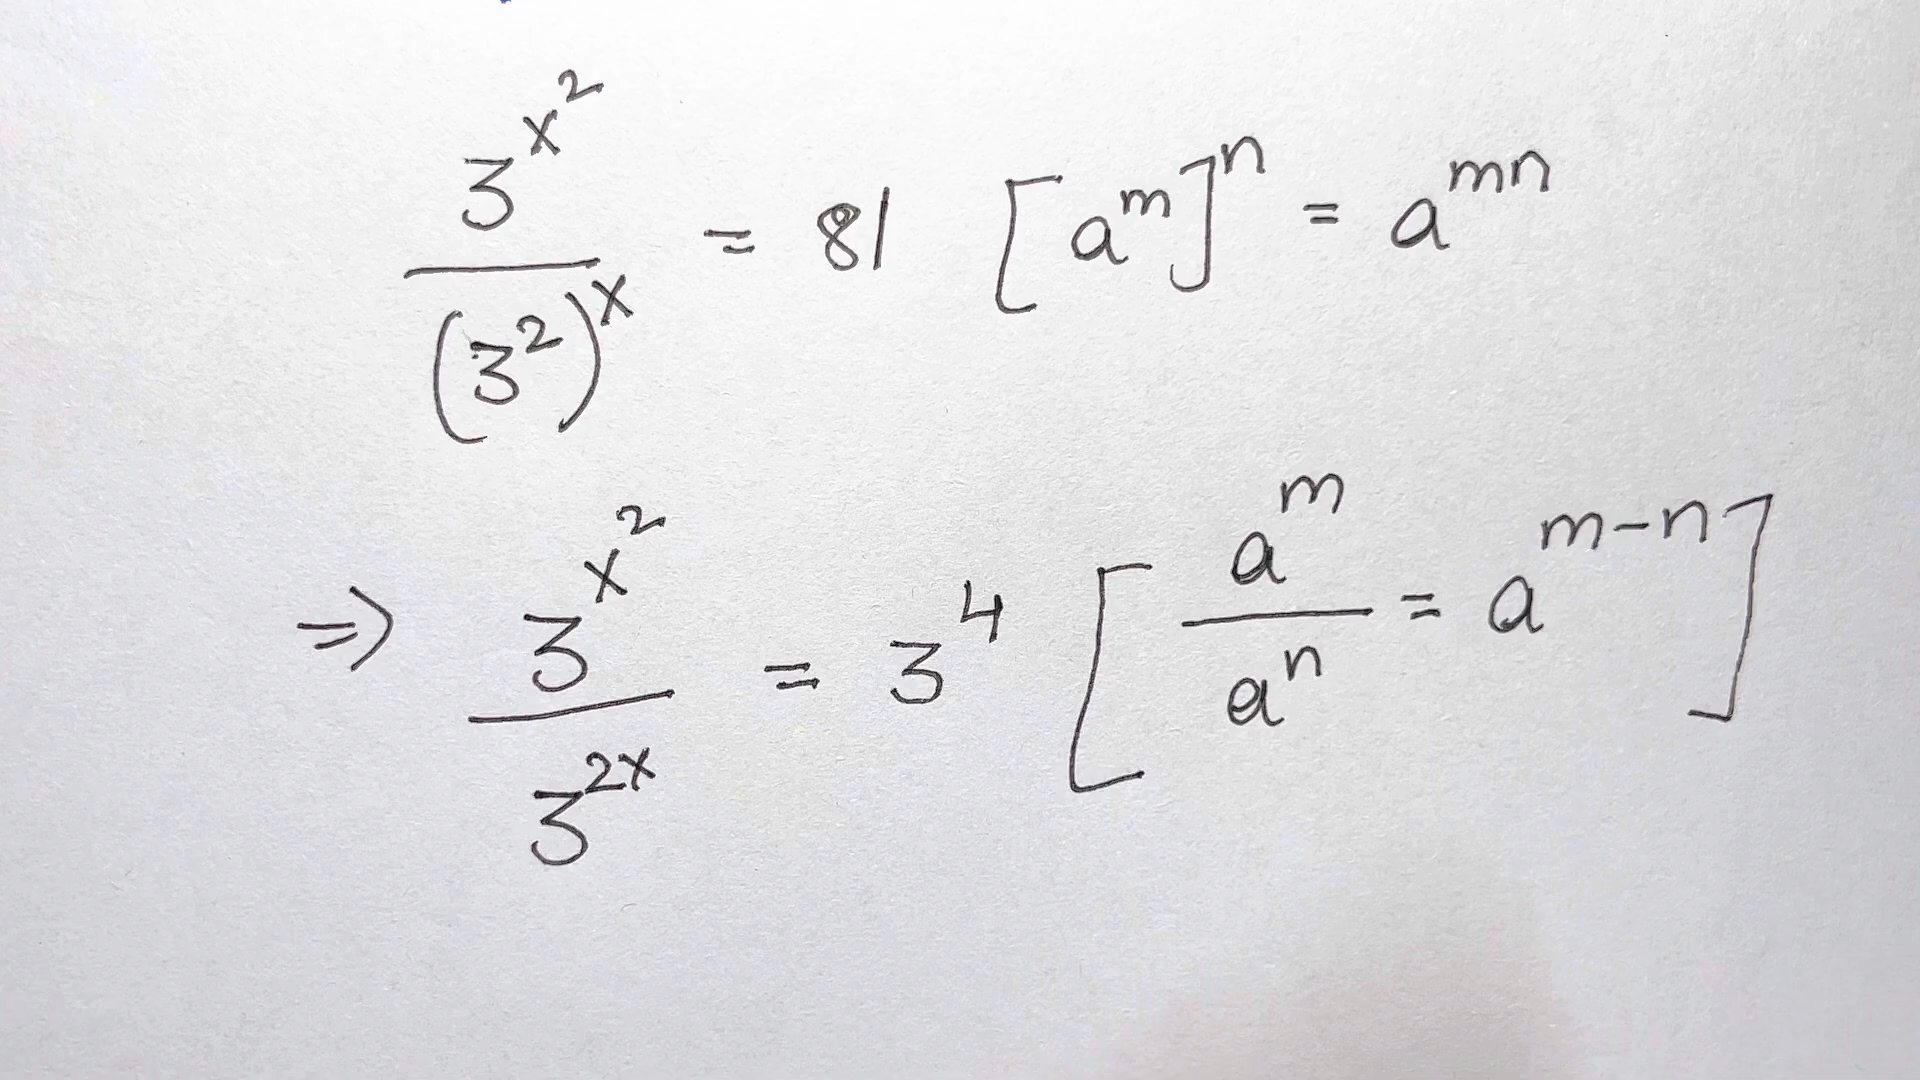 3^{x^2} / (3^2)^x = 81 [a^m]^n = a^{mn}
⇒ 3^{x^2} / 3^{2x} = 3^4 [a^m / a^n = a^{m-n}]